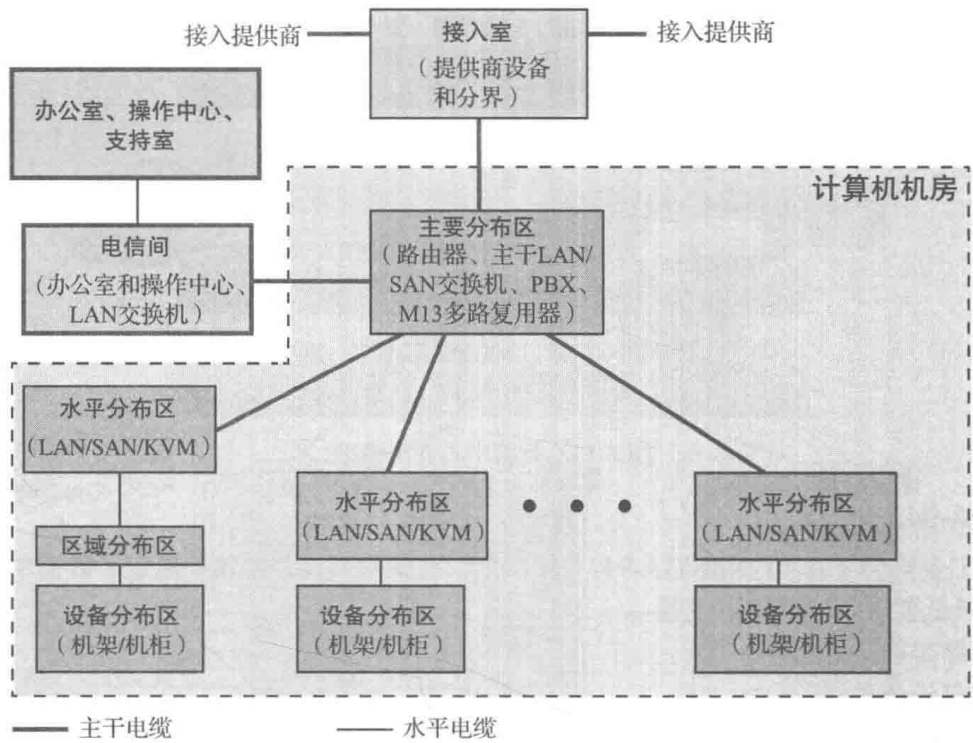 接入提供商
接入室
（提供商设备
和分界）
接入提供商
办公室、操作中心、
支持室
计算机机房
电信间
（办公室和操作中心、
LAN交换机）
主要分布区
（路由器、主干LAN/
SAN交换机、PBX、
M13多路复用器）
水平分布区
（LAN/SAN/KVM）
水平分布区
（LAN/SAN/KVM）
水平分布区
（LAN/SAN/KVM）
区域分布区
设备分布区
（机架/机柜）
设备分布区
（机架/机柜）
设备分布区
（机架/机柜）
主干电缆
水平电缆